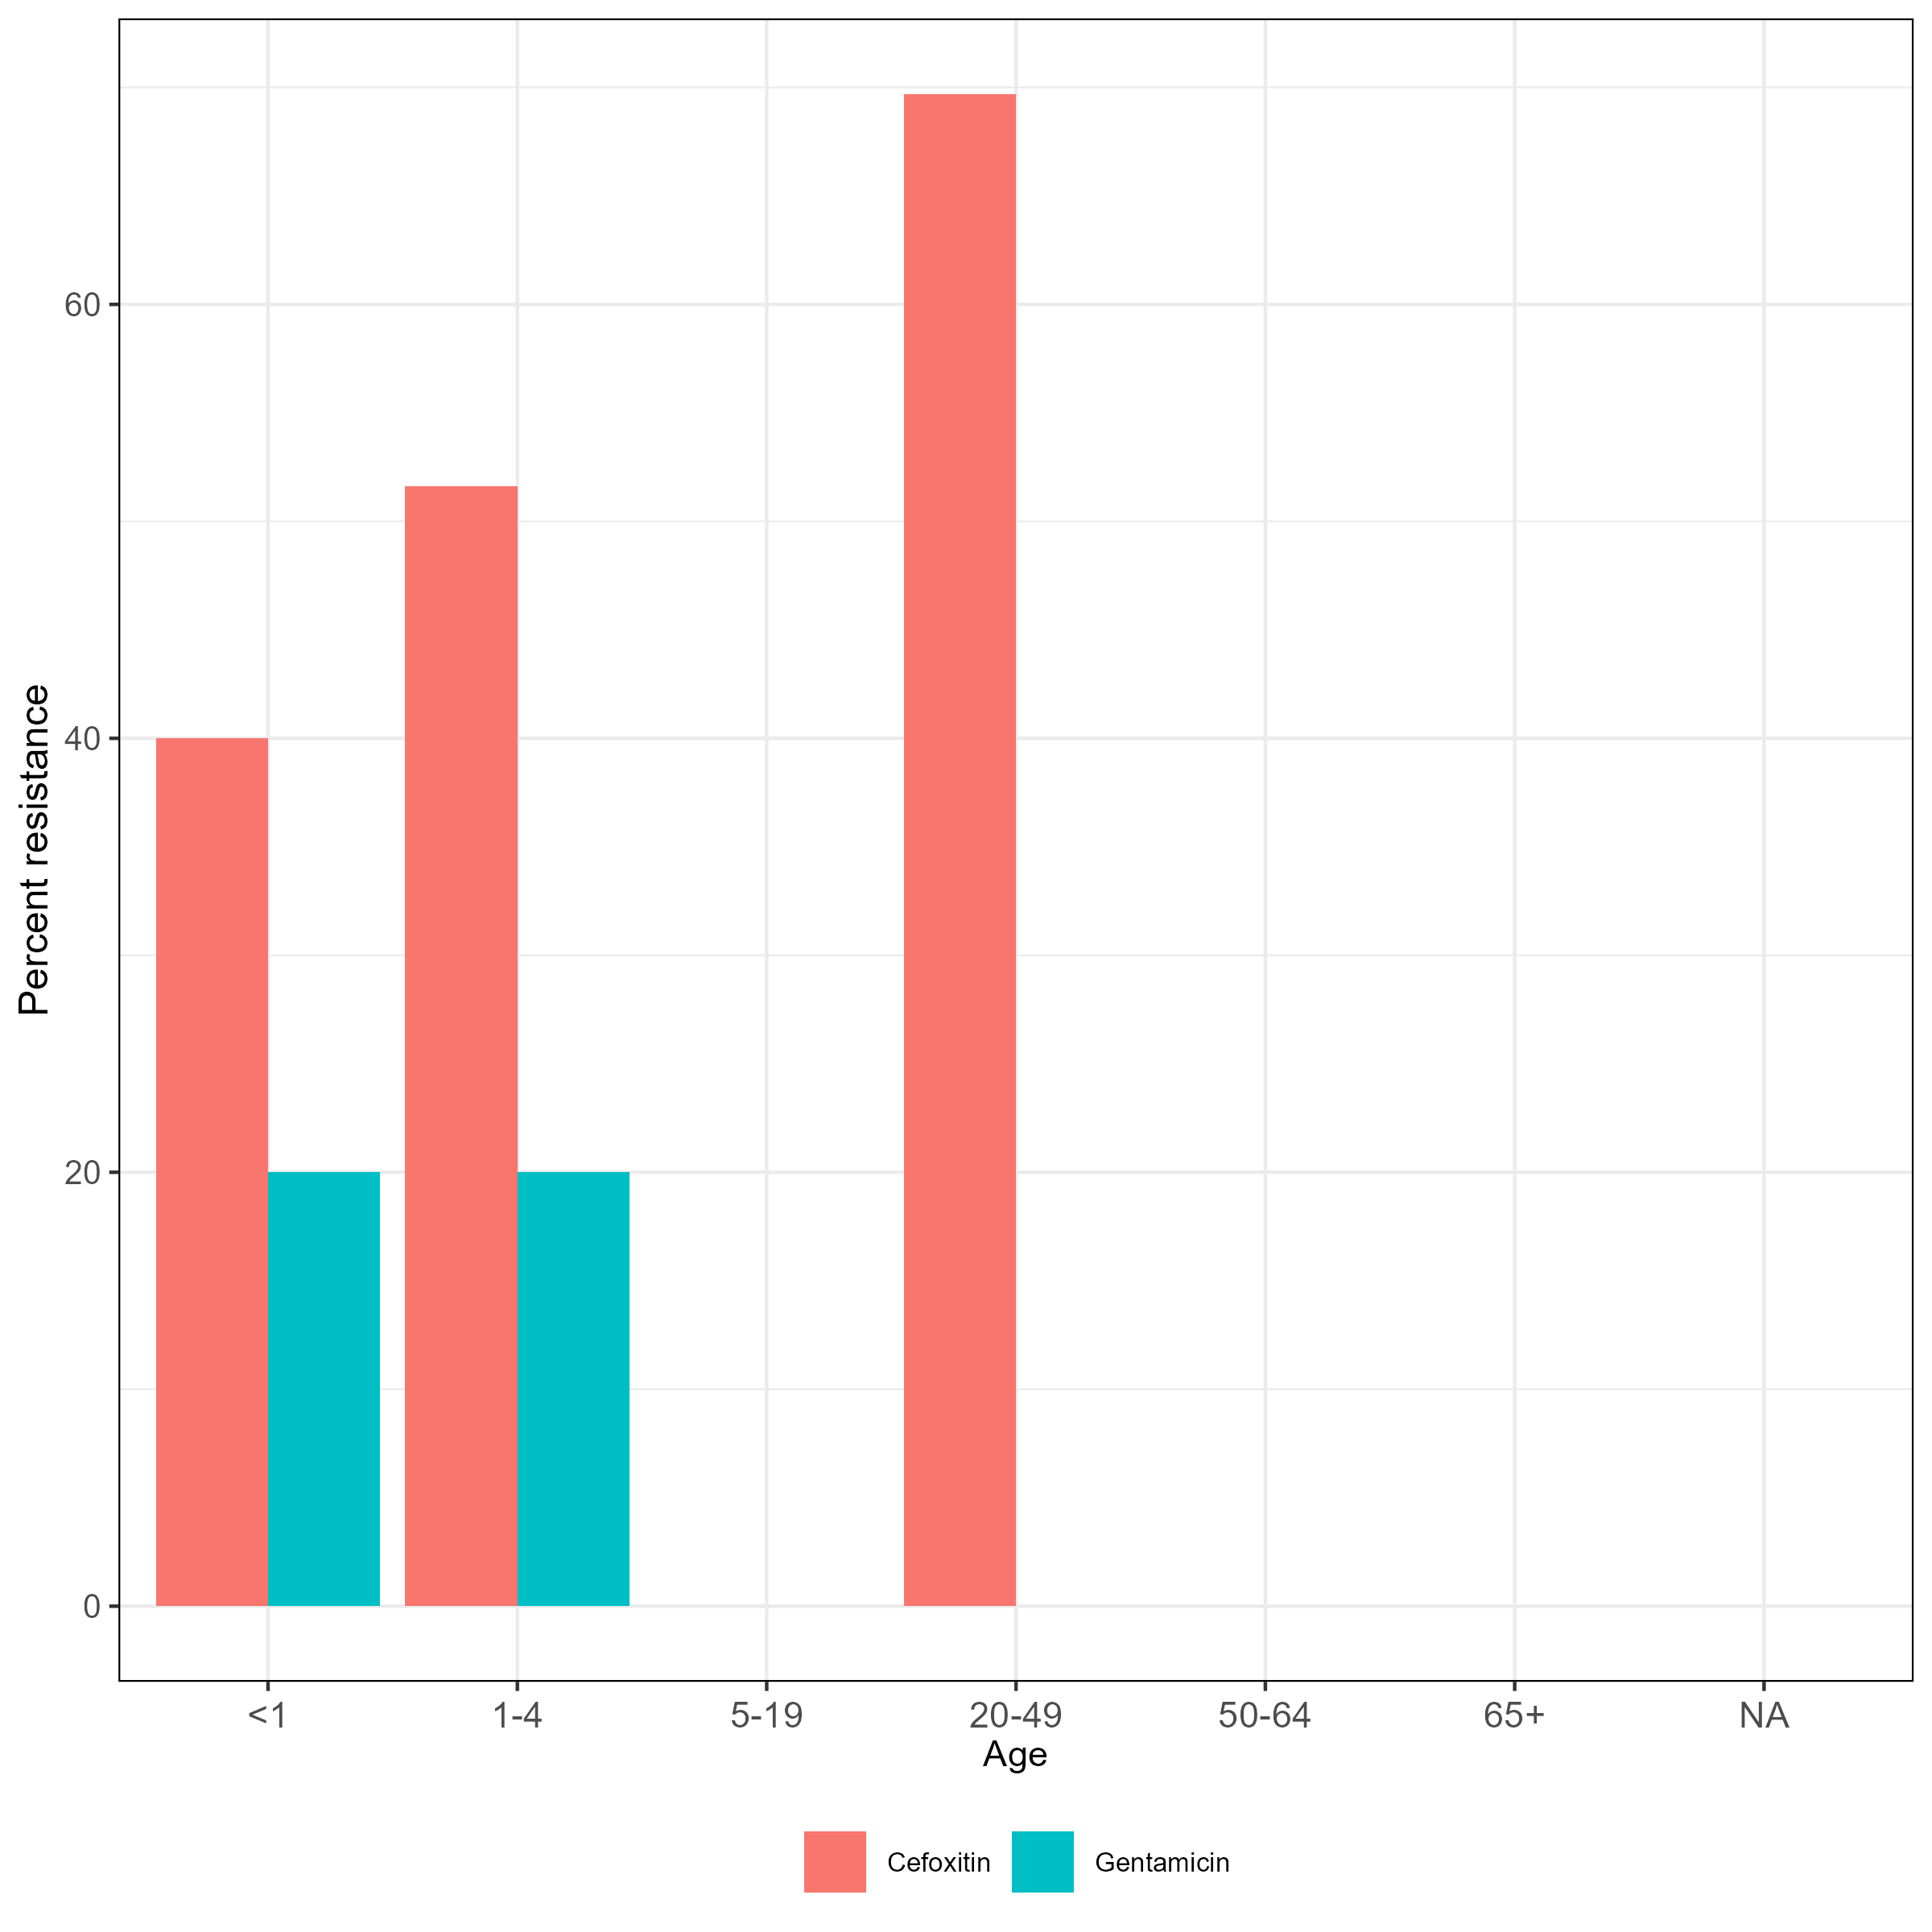 Percent resistance
60
40
20
0
<1 1-4 5-19 20-49 50-64 65+ NA
Age
Cefoxitin Gentamicin